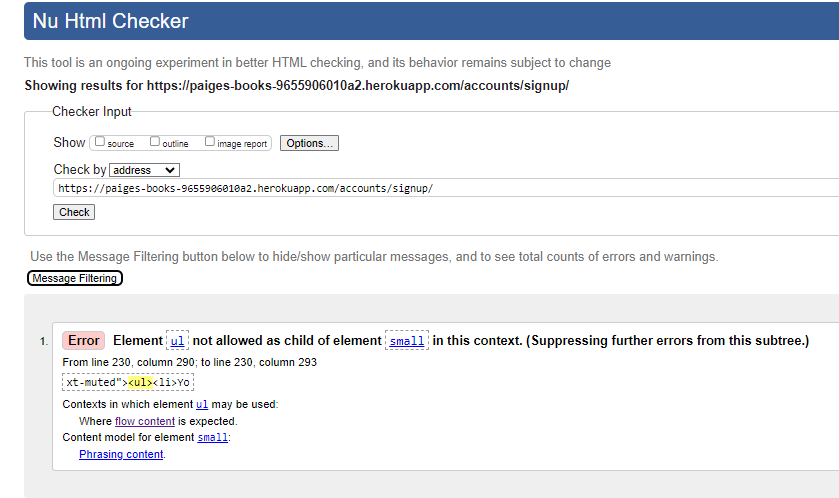 Nu Html Checker
This tool is an ongoing experiment in better HTML checking, and its behavior remains subject to change
Showing results for https://paiges-books-9655906010a2.herokuapp.com/accounts/signup/
Checker Input
Show source outline image report Options...
Check by address
https://paiges-books-9655906010a2.herokuapp.com/accounts/signup/
Check
Use the Message Filtering button below to hide/show particular messages, and to see total counts of errors and warnings.
Message Filtering
1. Error Element ul not allowed as child of element small in this context. (Suppressing further errors from this subtree.)
From line 230, column 290; to line 230, column 293
xt-muted"><ul><li>Yo
Contexts in which element ul may be used:
Where flow content is expected.
Content model for element small:
Phrasing content.